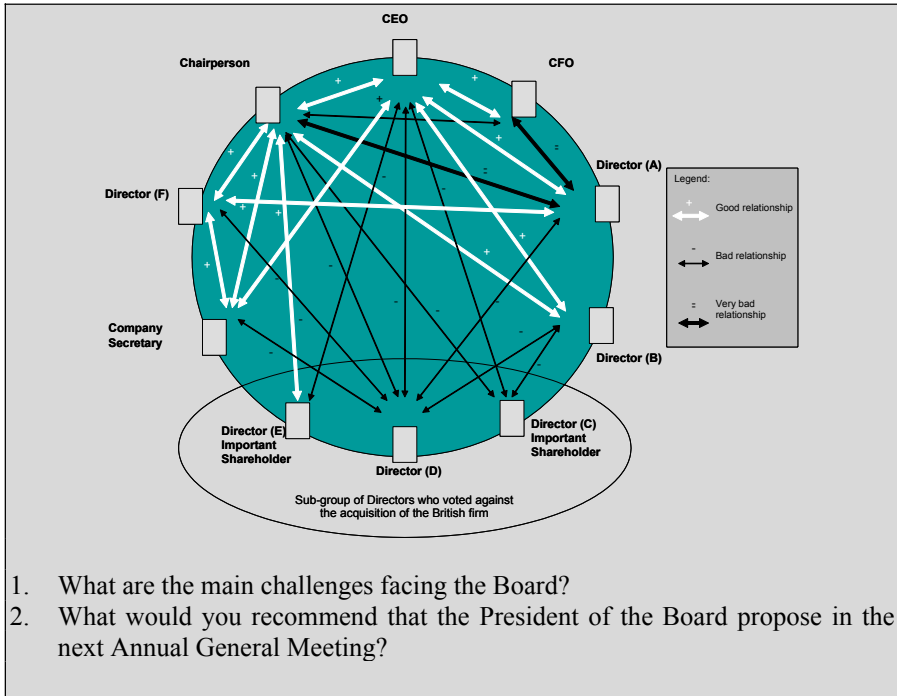 CEO
Chairperson
CFO
Director (A)
Legend:
+
Good relationship
-
Bad relationship
=
Very bad
relationship
Director (F)
Company
Secretary
Director (B)
Director (E)
Important
Shareholder
Director (D)
Director (C)
Important
Shareholder
Sub-group of Directors who voted against
the acquisition of the British firm
1. What are the main challenges facing the Board?
2. What would you recommend that the President of the Board propose in the
next Annual General Meeting?